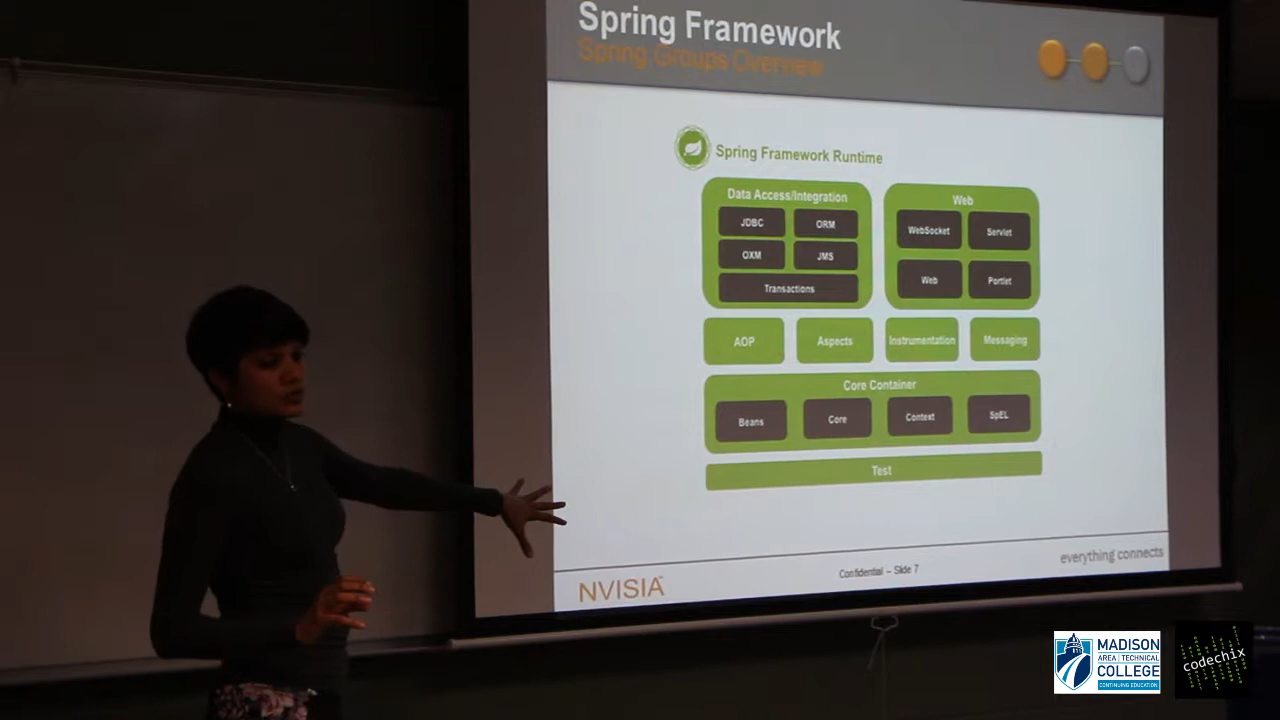 Spring Framework
Spring Groups Overview
Spring Framework Runtime
Data Access/Integration
JDBC
ORM
OXM
JMS
Transactions
Web
WebSocket
Servlet
Web
Portlet
AOP
Aspects
Instrumentation
Messaging
Core Container
Beans
Core
Context
SpEL
Test
NVISIA
Confidential – Slide 7
everything connects
MADISON
AREA TECHNICAL
COLLEGE
CONTINUING EDUCATION
codechix